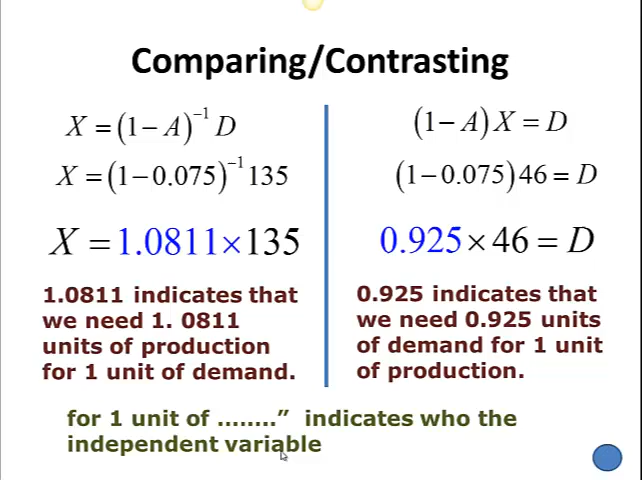 Comparing/Contrasting
X = (1 − A)⁻¹ D
X = (1 − 0.075)⁻¹ 135
X = 1.0811 × 135
1.0811 indicates that
we need 1. 0811
units of production
for 1 unit of demand.
(1 − A) X = D
(1 − 0.075) 46 = D
0.925 × 46 = D
0.925 indicates that
we need 0.925 units
of demand for 1 unit
of production.
for 1 unit of ........” indicates who the
independent variable